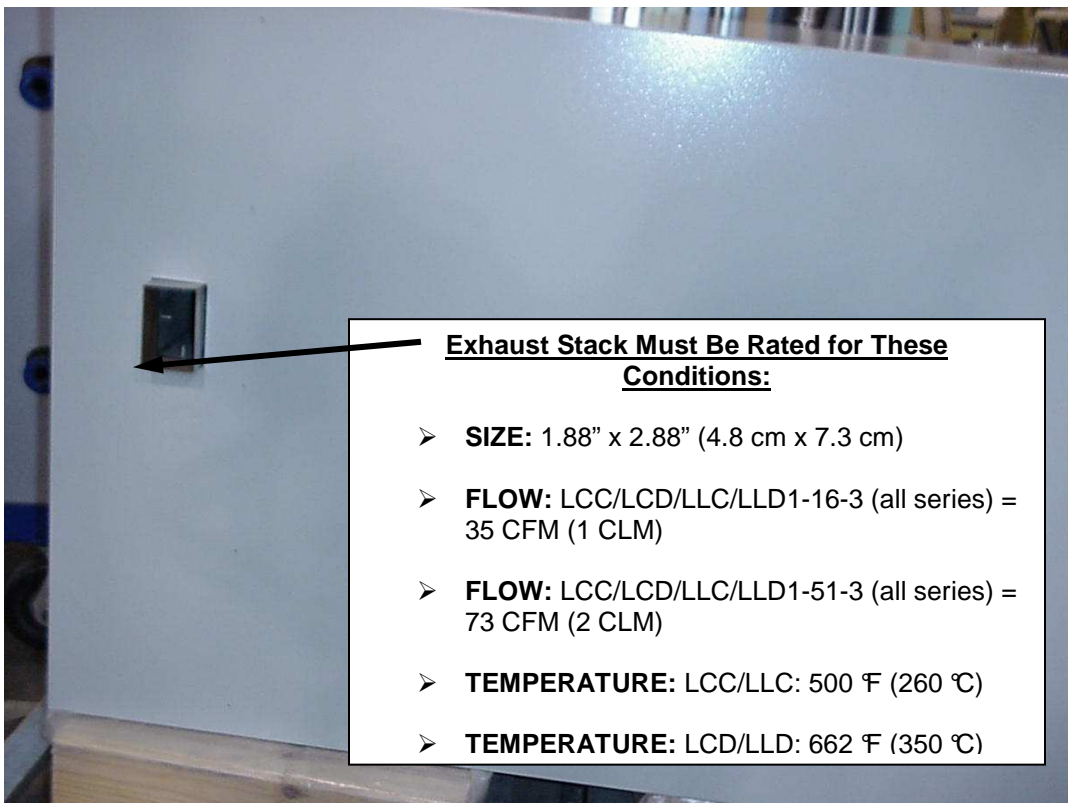 Exhaust Stack Must Be Rated for These
Conditions:
➢ SIZE: 1.88” x 2.88” (4.8 cm x 7.3 cm)
➢ FLOW: LCC/LCD/LLC/LLD1-16-3 (all series) =
35 CFM (1 CLM)
➢ FLOW: LCC/LCD/LLC/LLD1-51-3 (all series) =
73 CFM (2 CLM)
➢ TEMPERATURE: LCC/LLC: 500 °F (260 °C)
➢ TEMPERATURE: LCD/LLD: 662 °F (350 °C)